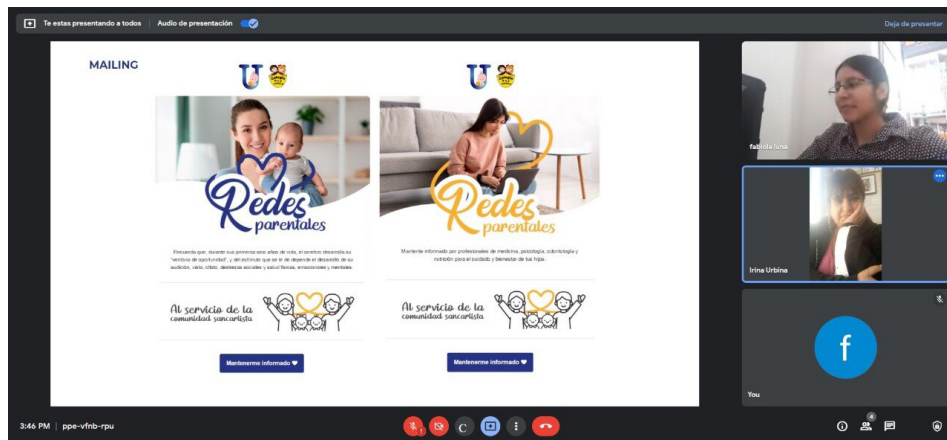 Te estas presentando a todos
Audio de presentación
Deja de presentar
MAILING
Redes
parentales
Recuerda que, durante sus primeros seis años de vida, el cerebro desarrolla su
"ventana de oportunidad", y del estímulo que se le dé depende el desarrollo de su
audición, visión, olfato, destrezas sociales y salud físicas, emocionales y mentales.
Al servicio de la
comunidad sancarlista
Mantenerme informado
Redes
parentales
Mantente informado por profesionales de medicina, psicología, odontología y
nutrición para el cuidado y bienestar de tus hijos.
Al servicio de la
comunidad sancarlista
Mantenerme informado
fabiola luna
Irina Urbina
f
You
3:46 PM | ppe-vfnb-rpu
C
4